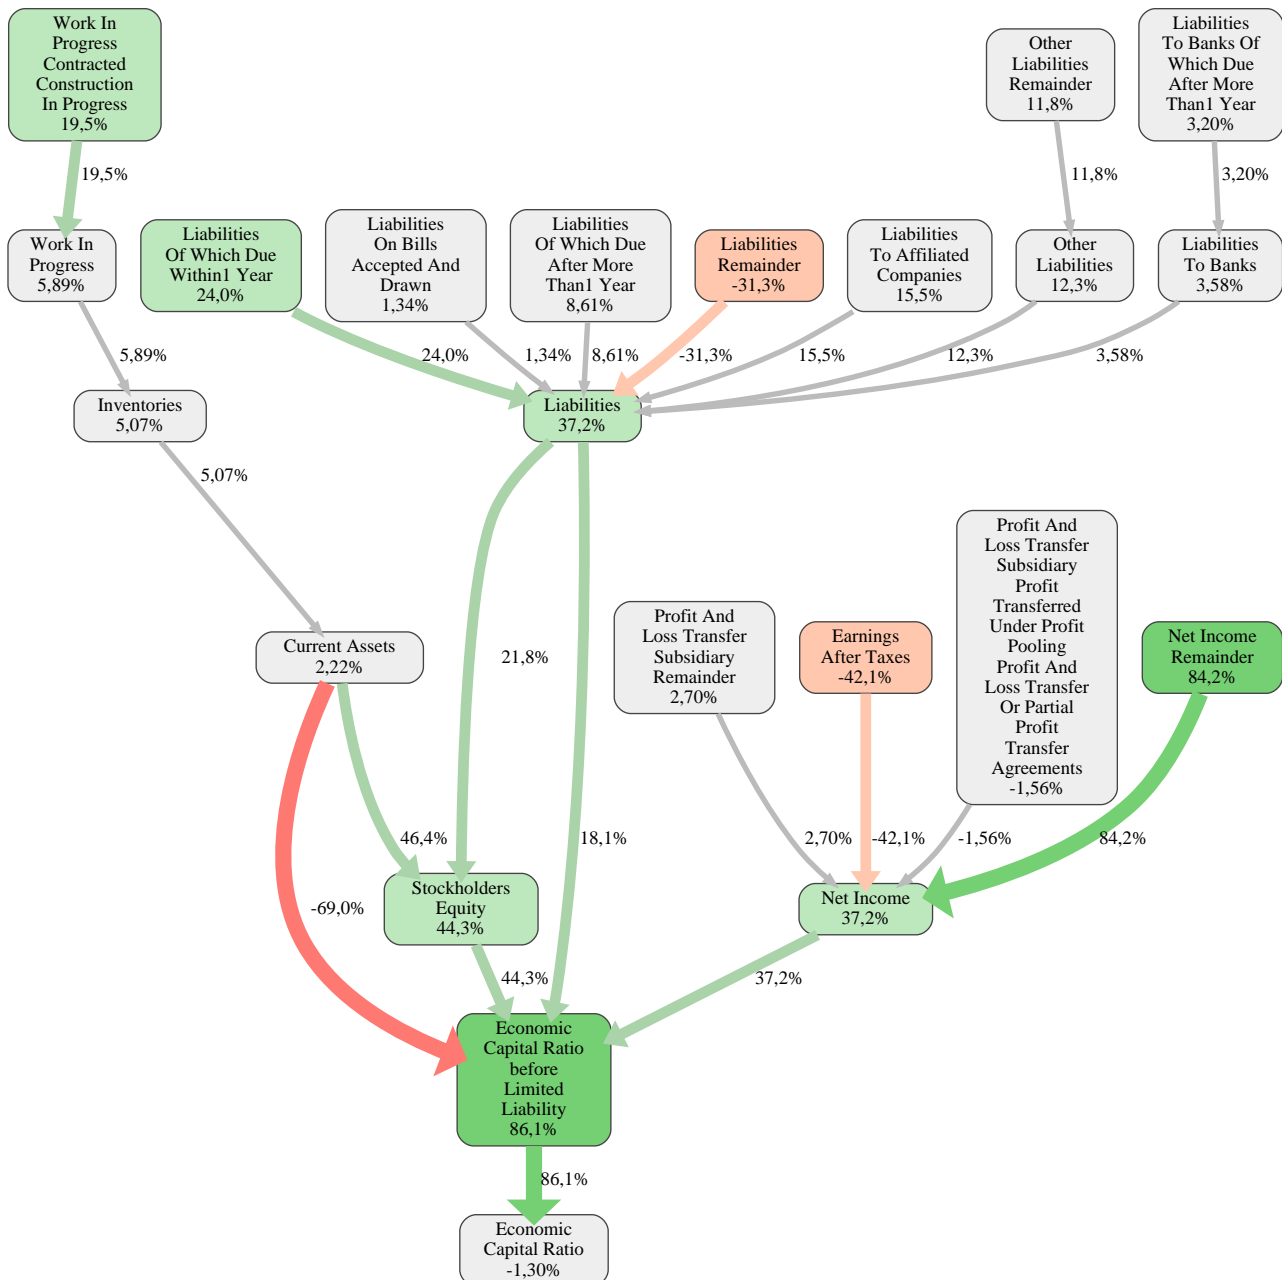 Work In
Progress
Contracted
Construction
In Progress
19,5%
Other
Liabilities
Remainder
11,8%
Liabilities
To Banks Of
Which Due
After More
Than1 Year
3,20%
19,5%
11,8%
3,20%
Work In
Progress
5,89%
Liabilities
Of Which Due
Within1 Year
24,0%
Liabilities
On Bills
Accepted And
Drawn
1,34%
Liabilities
Of Which Due
After More
Than1 Year
8,61%
Liabilities
Remainder
-31,3%
Liabilities
To Affiliated
Companies
15,5%
Other
Liabilities
12,3%
Liabilities
To Banks
3,58%
5,89%
24,0%
1,34%
8,61%
-31,3%
15,5%
12,3%
3,58%
Inventories
5,07%
Liabilities
37,2%
5,07%
21,8%
18,1%
Current Assets
2,22%
Profit And
Loss Transfer
Subsidiary
Remainder
2,70%
Earnings
After Taxes
-42,1%
Profit And
Loss Transfer
Subsidiary
Profit
Transferred
Under Profit
Pooling
Profit And
Loss Transfer
Or Partial
Profit
Transfer
Agreements
-1,56%
Net Income
Remainder
84,2%
-69,0%
46,4%
2,70%
-42,1%
-1,56%
84,2%
Stockholders
Equity
44,3%
Net Income
37,2%
44,3%
37,2%
Economic
Capital Ratio
before
Limited
Liability
86,1%
86,1%
Economic
Capital Ratio
-1,30%